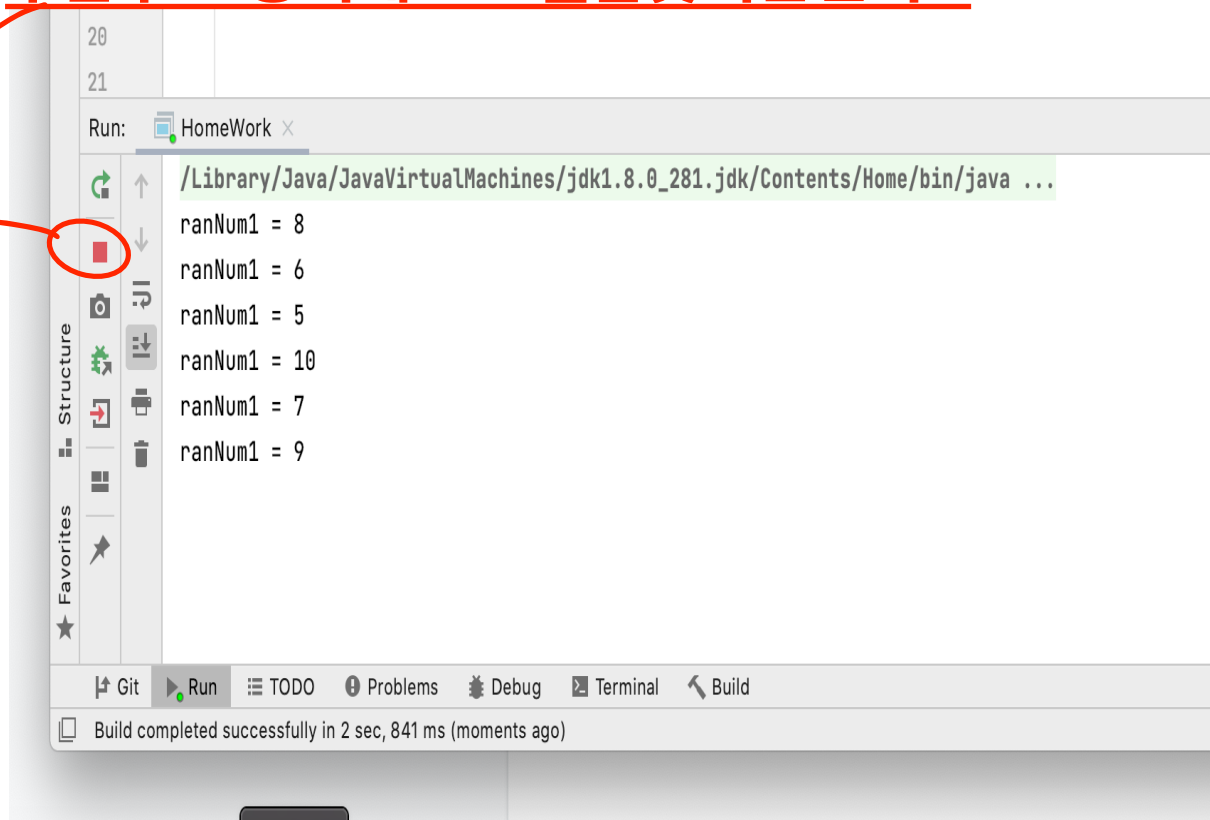 20
21
Run: HomeWork
/Library/Java/JavaVirtualMachines/jdk1.8.0_281.jdk/Contents/Home/bin/java ...
ranNum1 = 8
ranNum1 = 6
ranNum1 = 5
ranNum1 = 10
ranNum1 = 7
ranNum1 = 9
Structure
Favorites
Git Run TODO Problems Debug Terminal Build
Build completed successfully in 2 sec, 841 ms (moments ago)